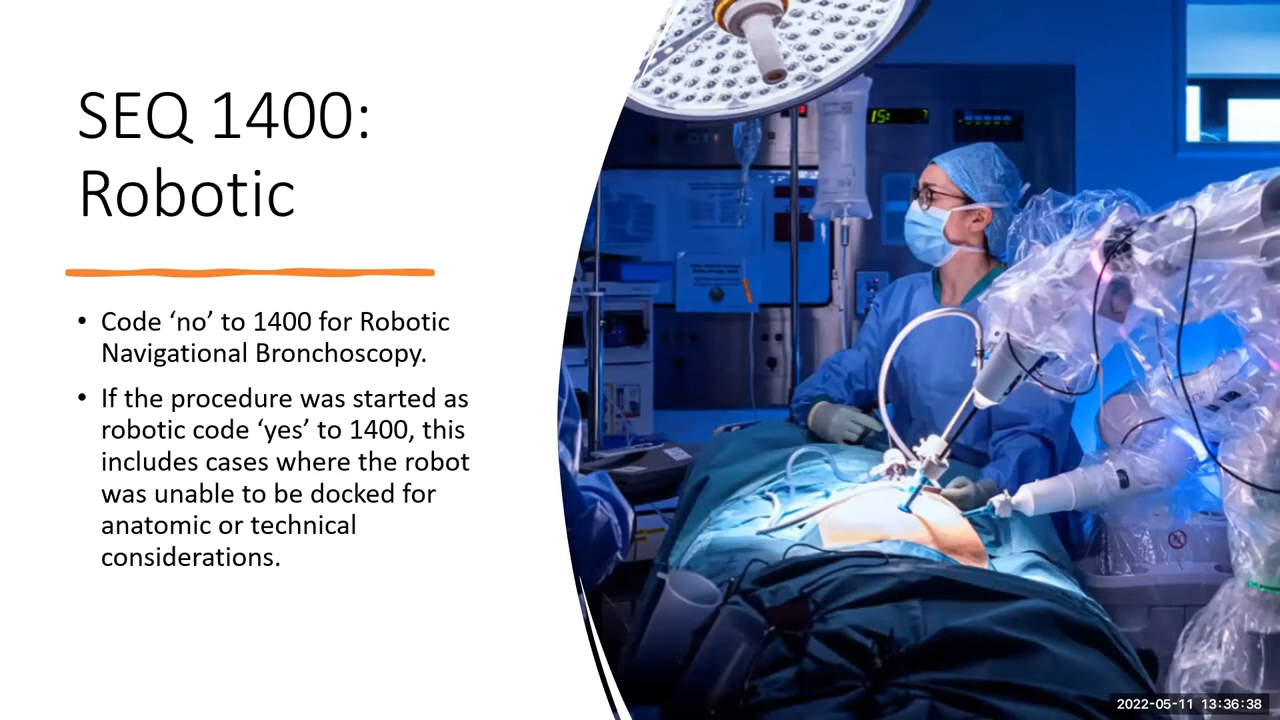 SEQ 1400:
Robotic
• Code ‘no’ to 1400 for Robotic
Navigational Bronchoscopy.
• If the procedure was started as
robotic code ‘yes’ to 1400, this
includes cases where the robot
was unable to be docked for
anatomic or technical
considerations.
15: 7
2022-05-11 13:36:38